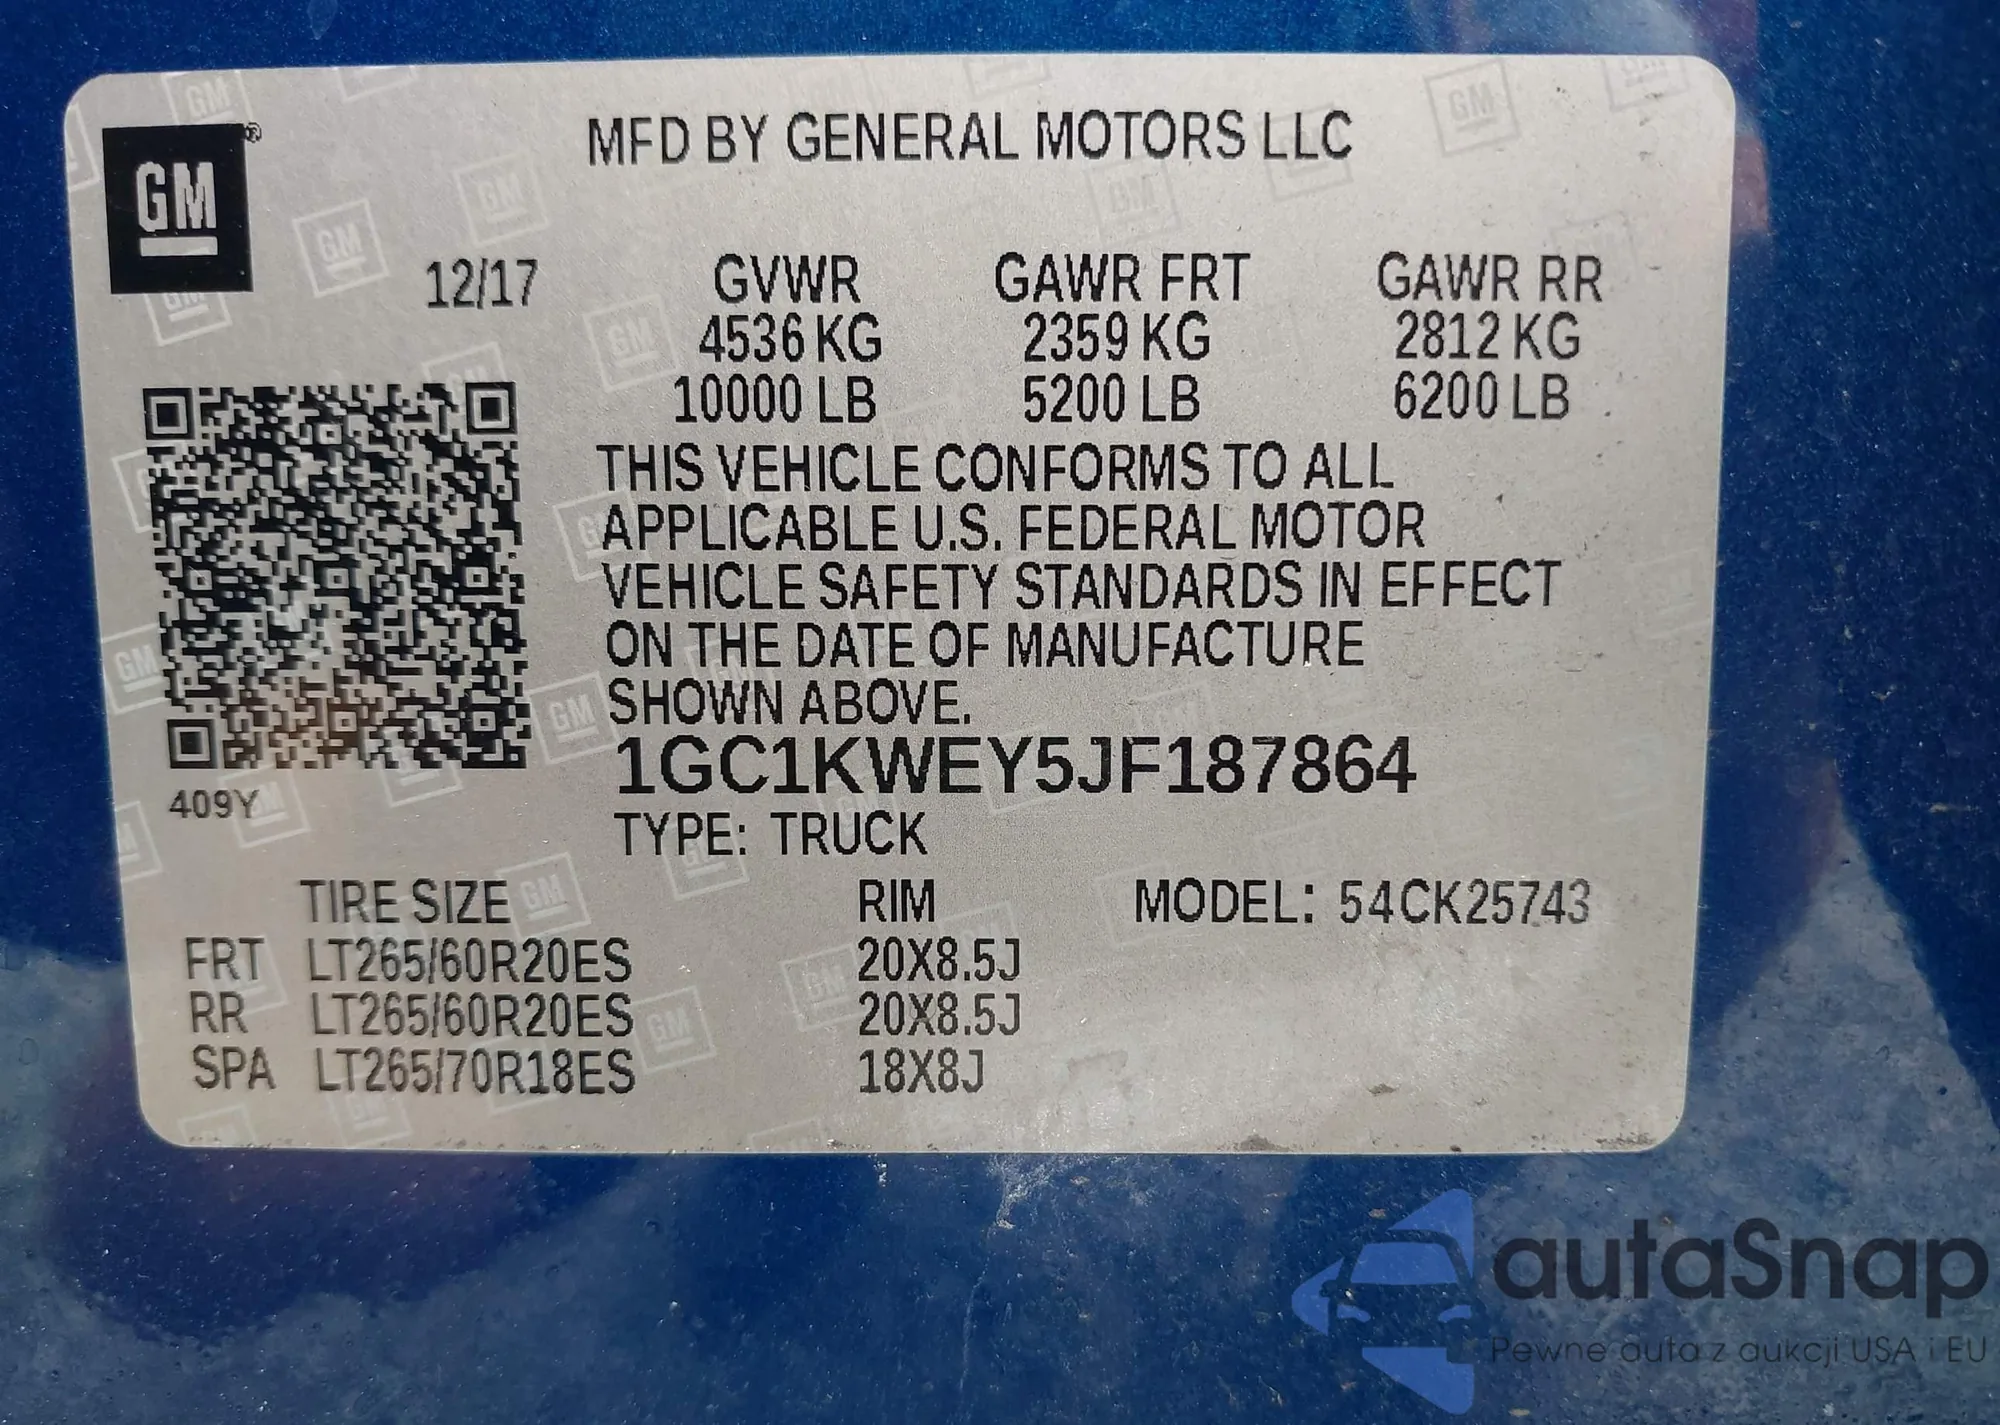 GM ®
MFD BY GENERAL MOTORS LLC
12/17 GVWR GAWR FRT GAWR RR
4536 KG 2359 KG 2812 KG
10000 LB 5200 LB 6200 LB
THIS VEHICLE CONFORMS TO ALL
APPLICABLE U.S. FEDERAL MOTOR
VEHICLE SAFETY STANDARDS IN EFFECT
ON THE DATE OF MANUFACTURE
SHOWN ABOVE.
1GC1KWEY5JF187864
409Y
TYPE: TRUCK
TIRE SIZE RIM MODEL: 54CK25743
FRT LT265/60R20ES 20X8.5J
RR LT265/60R20ES 20X8.5J
SPA LT265/70R18ES 18X8J
autaSnap
Pewne auta z aukcji USA i EU